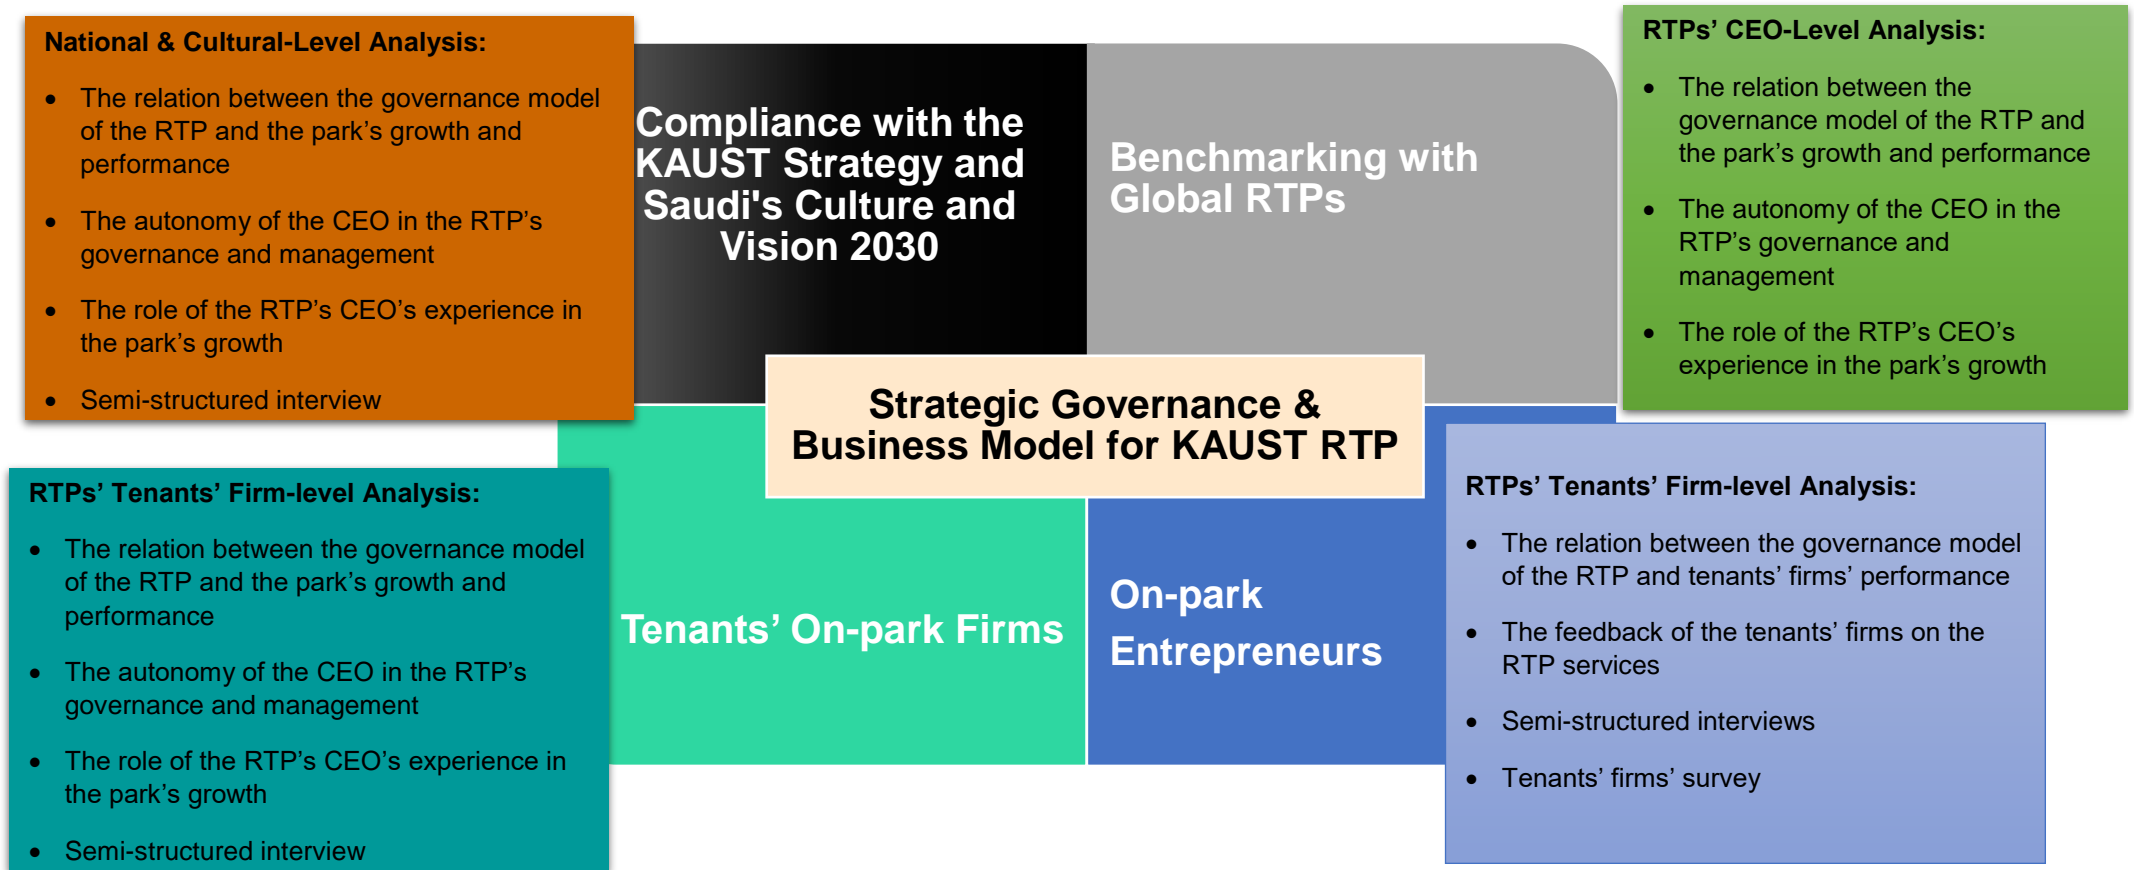 National & Cultural-Level Analysis:
• The relation between the governance model
of the RTP and the park’s growth and
performance
• The autonomy of the CEO in the RTP’s
governance and management
• The role of the RTP’s CEO’s experience in
the park’s growth
• Semi-structured interview
Compliance with the
KAUST Strategy and
Saudi's Culture and
Vision 2030
Benchmarking with
Global RTPs
RTPs’ CEO-Level Analysis:
• The relation between the
governance model of the RTP and
the park’s growth and performance
• The autonomy of the CEO in the
RTP’s governance and
management
• The role of the RTP’s CEO’s
experience in the park’s growth
Strategic Governance &
Business Model for KAUST RTP
RTPs’ Tenants’ Firm-level Analysis:
• The relation between the governance model
of the RTP and the park’s growth and
performance
• The autonomy of the CEO in the RTP’s
governance and management
• The role of the RTP’s CEO’s experience in
the park’s growth
• Semi-structured interview
Tenants’ On-park Firms
On-park
Entrepreneurs
RTPs’ Tenants’ Firm-level Analysis:
• The relation between the governance model
of the RTP and tenants’ firms’ performance
• The feedback of the tenants’ firms on the
RTP services
• Semi-structured interviews
• Tenants’ firms’ survey